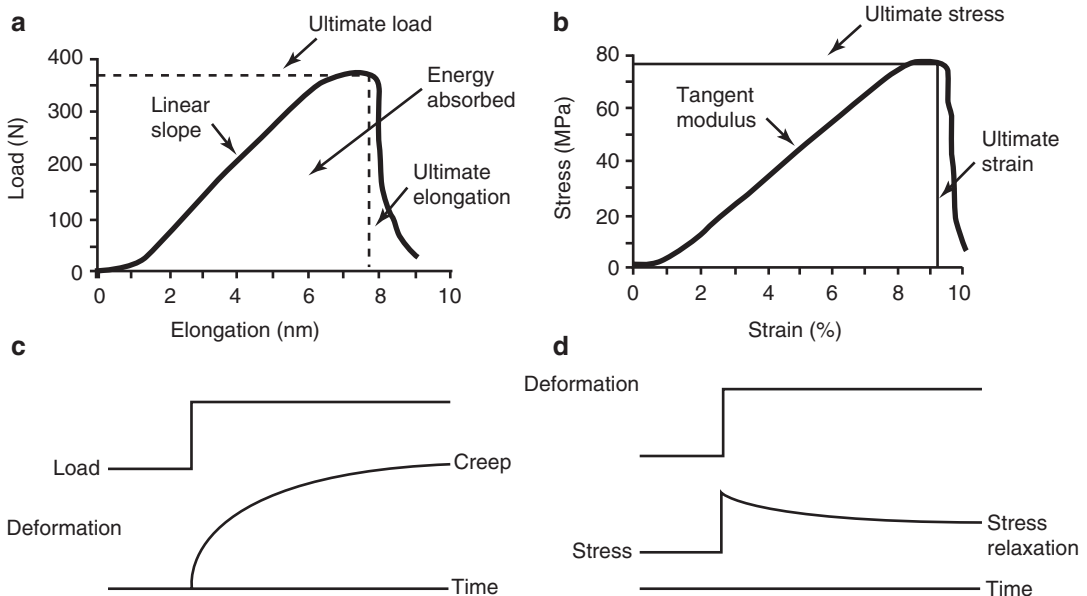 a
Ultimate load
400
300
200
100
0
Load (N)
Linear
slope
Energy
absorbed
Ultimate
elongation
0 2 4 6 8 10
Elongation (nm)
b
Ultimate stress
80
60
40
20
0
Stress (MPa)
Tangent
modulus
Ultimate
strain
0 2 4 6 8 10
Strain (%)
c
Load
Creep
Deformation
Time
d
Deformation
Stress
Stress
relaxation
Time